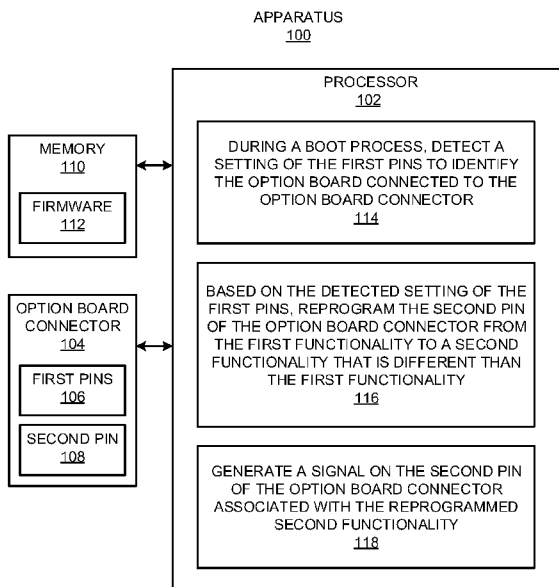 APPARATUS
100
PROCESSOR
102
MEMORY
110
FIRMWARE
112
OPTION BOARD
CONNECTOR
104
FIRST PINS
106
SECOND PIN
108
DURING A BOOT PROCESS, DETECT A
SETTING OF THE FIRST PINS TO IDENTIFY
THE OPTION BOARD CONNECTED TO THE
OPTION BOARD CONNECTOR
114
BASED ON THE DETECTED SETTING OF THE
FIRST PINS, REPROGRAM THE SECOND PIN
OF THE OPTION BOARD CONNECTOR FROM
THE FIRST FUNCTIONALITY TO A SECOND
FUNCTIONALITY THAT IS DIFFERENT THAN
THE FIRST FUNCTIONALITY
116
GENERATE A SIGNAL ON THE SECOND PIN
OF THE OPTION BOARD CONNECTOR
ASSOCIATED WITH THE REPROGRAMMED
SECOND FUNCTIONALITY
118